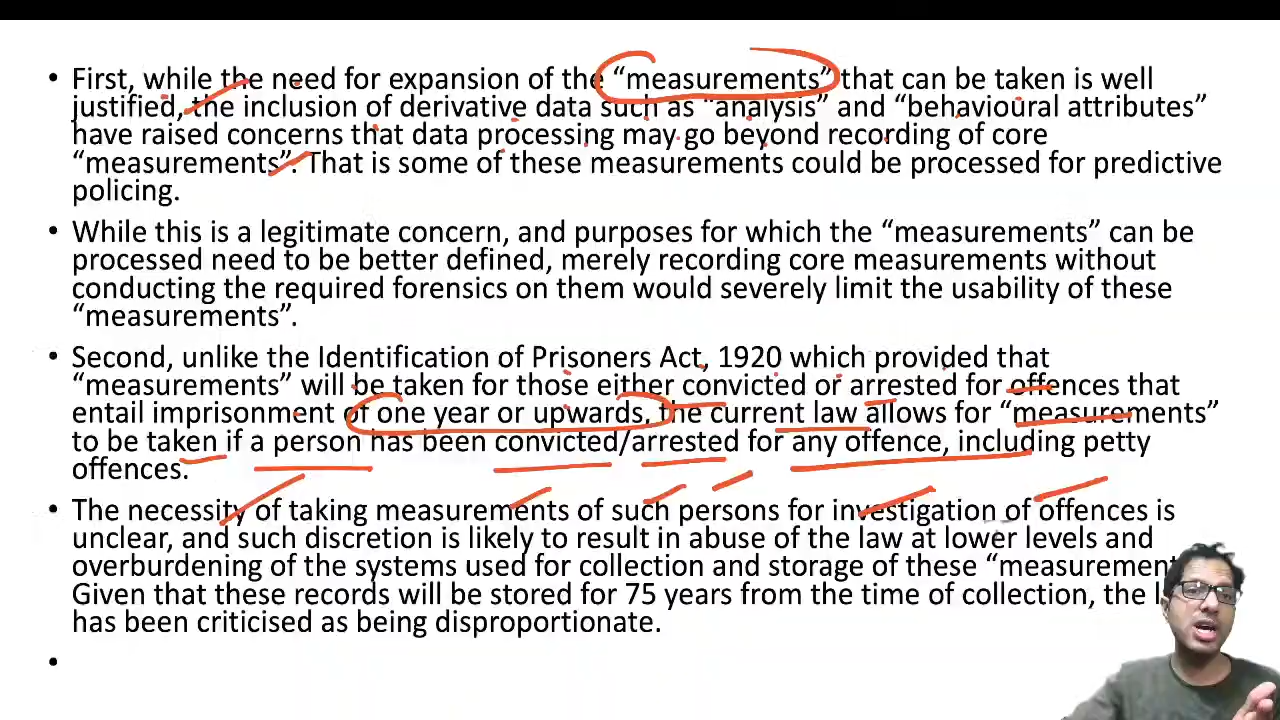 • First, while the need for expansion of the “measurements” that can be taken is well
justified, the inclusion of derivative data such as “analysis” and “behavioural attributes”
have raised concerns that data processing may go beyond recording of core
“measurements”. That is some of these measurements could be processed for predictive
policing.
• While this is a legitimate concern, and purposes for which the “measurements” can be
processed need to be better defined, merely recording core measurements without
conducting the required forensics on them would severely limit the usability of these
“measurements”.
• Second, unlike the Identification of Prisoners Act, 1920 which provided that
“measurements” will be taken for those either convicted or arrested for offences that
entail imprisonment of one year or upwards, the current law allows for “measurements”
to be taken if a person has been convicted/arrested for any offence, including petty
offences.
• The necessity of taking measurements of such persons for investigation of offences is
unclear, and such discretion is likely to result in abuse of the law at lower levels and
overburdening of the systems used for collection and storage of these “measurement
Given that these records will be stored for 75 years from the time of collection, the
has been criticised as being disproportionate.
•